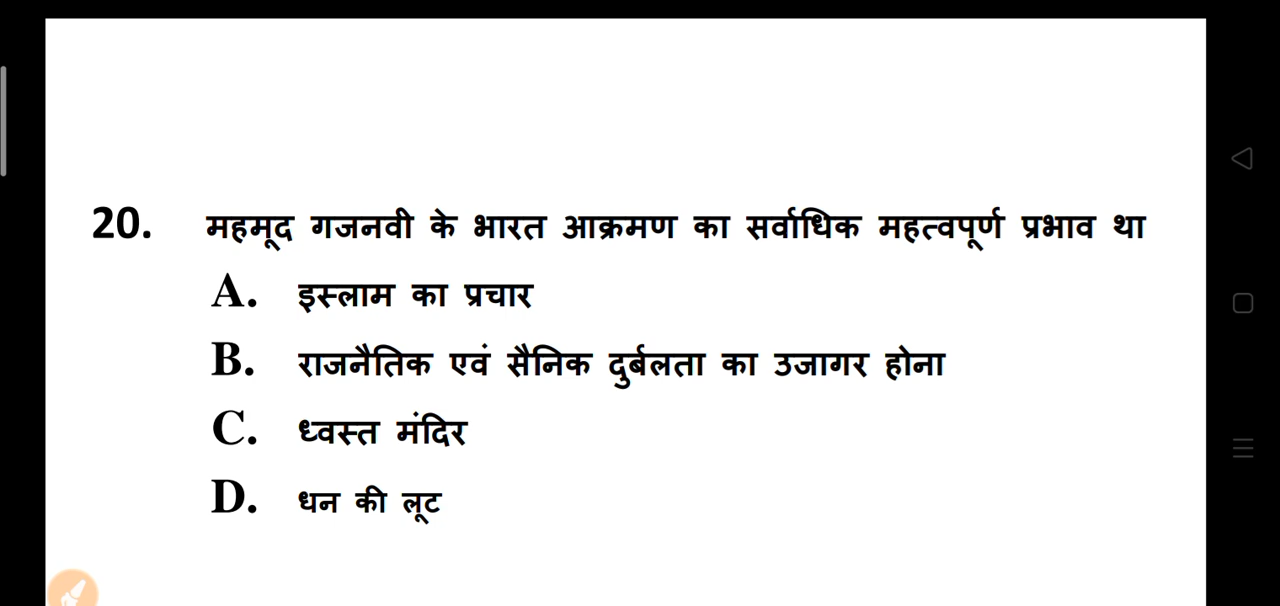 20. महमूद गजनवी के भारत आक्रमण का सर्वाधिक महत्वपूर्ण प्रभाव था
A. इस्लाम का प्रचार
B. राजनैतिक एवं सैनिक दुर्बलता का उजागर होना
C. ध्वस्त मंदिर
D. धन की लूट